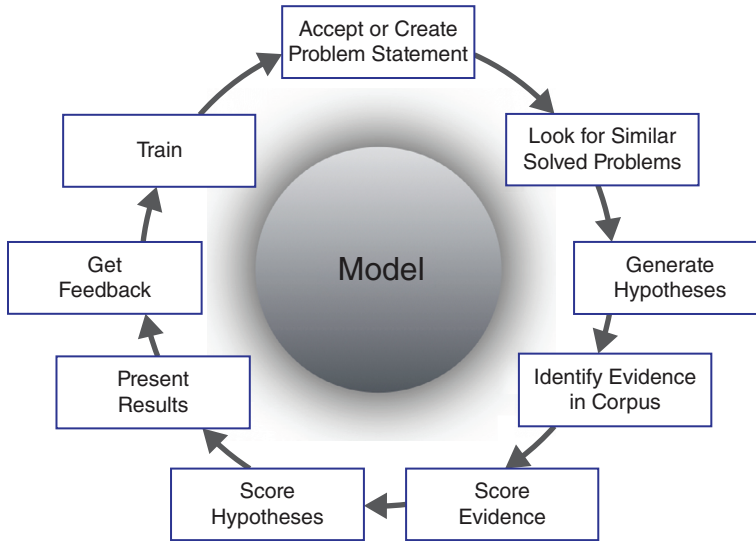 Accept or Create
Problem Statement
Look for Similar
Solved Problems
Generate
Hypotheses
Identify Evidence
in Corpus
Score
Evidence
Score
Hypotheses
Present
Results
Get
Feedback
Train
Model